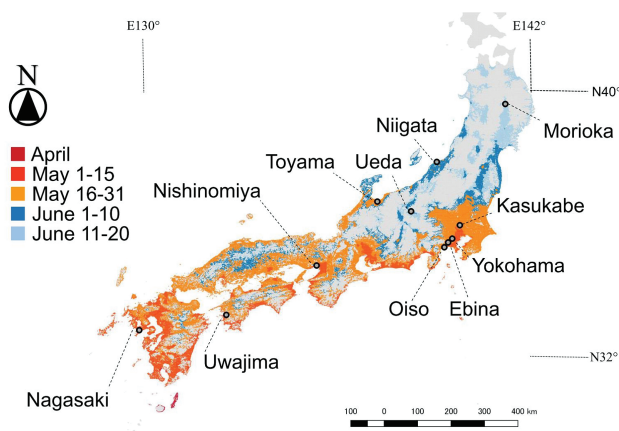 E130°
E142°
N
N40°
Niigata
Morioka
April
May 1-15
May 16-31
June 1-10
June 11-20
Toyama
Ueda
Nishinomiya
Kasukabe
Yokohama
Oiso
Ebina
Uwajima
N32°
Nagasaki
100 0 100 200 300 400 km